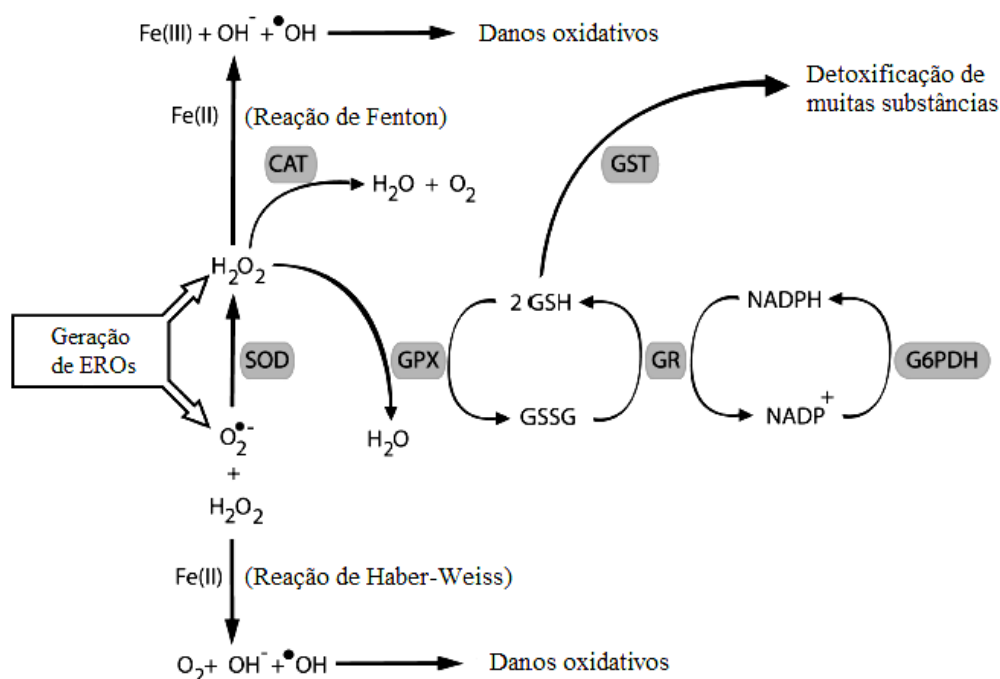 Fe(III) + OH⁻ + •OH
Danos oxidativos
Detoxificação de
muitas substâncias
Fe(II)
(Reação de Fenton)
CAT
GST
H₂O + O₂
H₂O₂
2 GSH
NADPH
Geração
de EROs
SOD
GPX
GR
G6PDH
GSSG
NADP⁺
O₂•⁻
H₂O
+
H₂O₂
Fe(II)
(Reação de Haber-Weiss)
O₂+ OH⁻ + •OH
Danos oxidativos